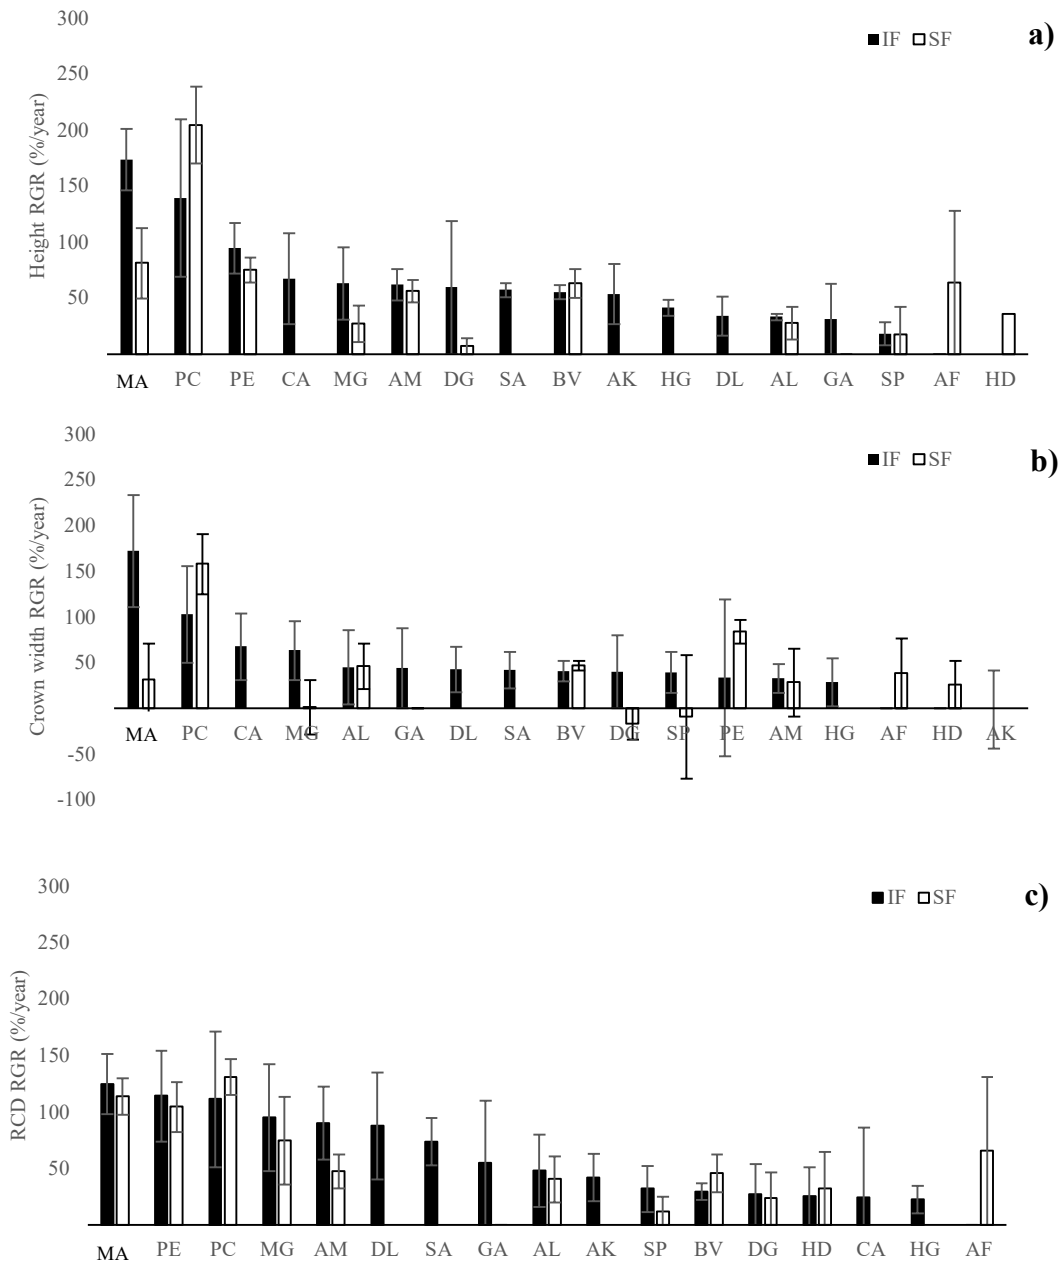 300
a)
IF SF
250
200
150
100
50
Height RGR (%/year)
MA PC PE CA MG AM DG SA BV AK HG DL AL GA SP AF HD
300
b)
IF SF
250
200
150
100
50
-50
-100
Crown width RGR (%/year)
MA PC CA MG AL GA DL SA BV DG SP PE AM HG AF HD AK
300
c)
IF SF
250
200
150
100
50
RCD RGR (%/year)
MA PE PC MG AM DL SA GA AL AK SP BV DG HD CA HG AF